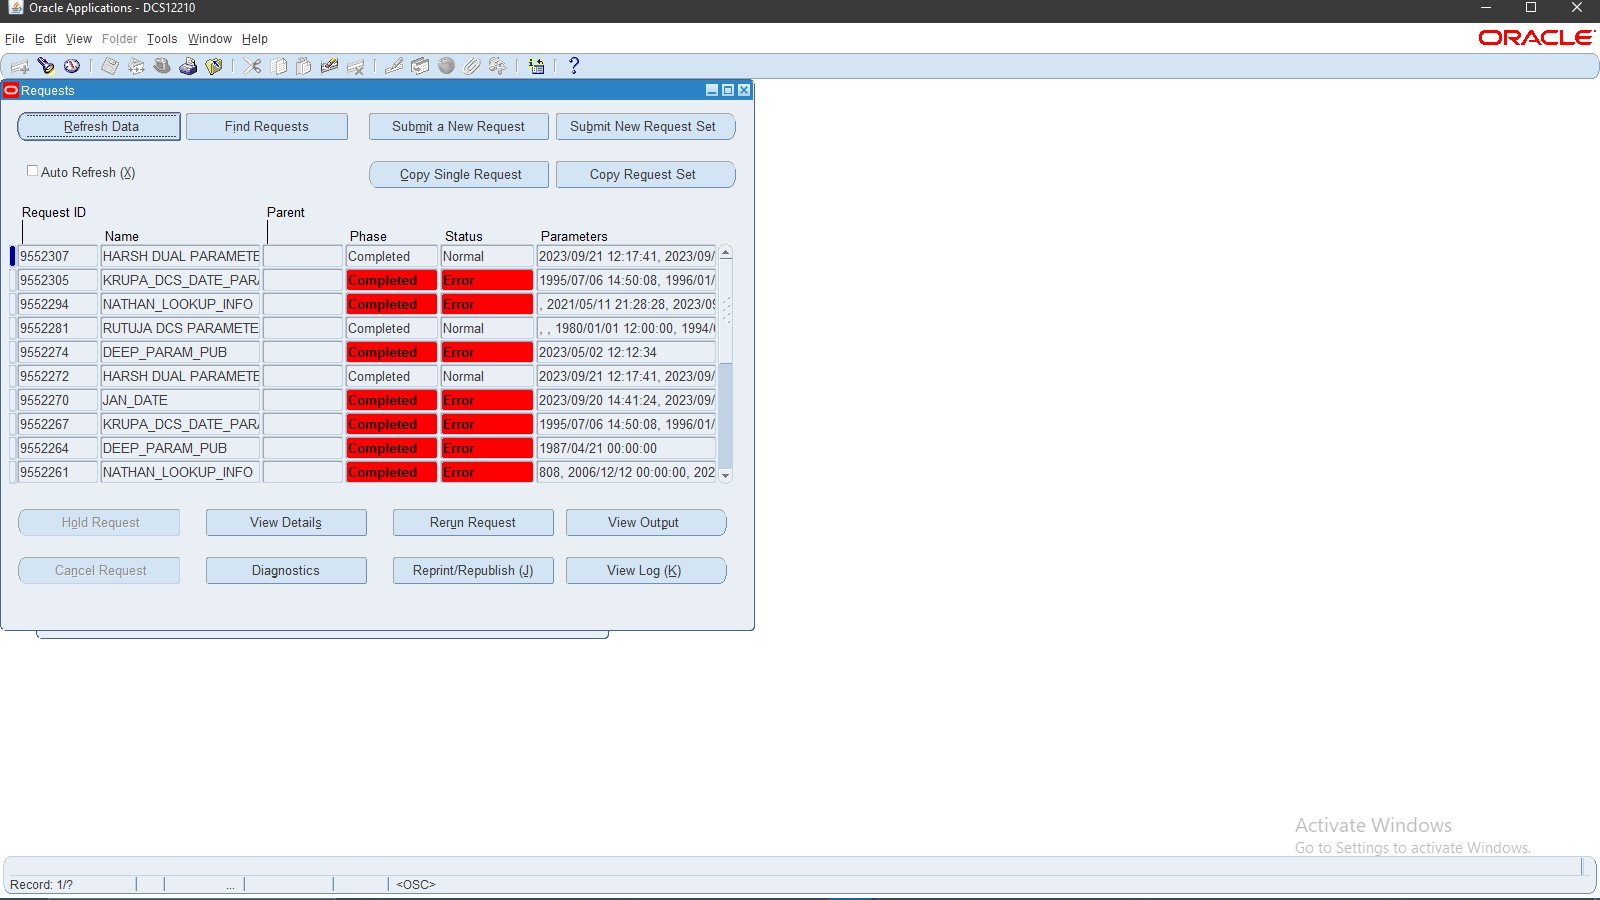 Oracle Applications - DCS12210
File Edit View Folder Tools Window Help
ORACLE
Requests
Refresh Data Find Requests Submit a New Request Submit New Request Set
Auto Refresh (X) Copy Single Request Copy Request Set
Request ID Parent
Name Phase Status Parameters
9552307 HARSH DUAL PARAMETE Completed Normal 2023/09/21 12:17:41, 2023/09/
9552305 KRUPA_DCS_DATE_PAR Completed Error 1995/07/06 14:50:08, 1996/01/
9552294 NATHAN_LOOKUP_INFO Completed Error , 2021/05/11 21:28:28, 2023/09
9552281 RUTUJA DCS PARAMETE Completed Normal , , 1980/01/01 12:00:00, 1994/
9552274 DEEP_PARAM_PUB Completed Error 2023/05/02 12:12:34
9552272 HARSH DUAL PARAMETE Completed Normal 2023/09/21 12:17:41, 2023/09/
9552270 JAN_DATE Completed Error 2023/09/20 14:41:24, 2023/09/
9552267 KRUPA_DCS_DATE_PAR Completed Error 1995/07/06 14:50:08, 1996/01/
9552264 DEEP_PARAM_PUB Completed Error 1987/04/21 00:00:00
9552261 NATHAN_LOOKUP_INFO Completed Error 808, 2006/12/12 00:00:00, 202
Hold Request View Details Rerun Request View Output
Cancel Request Diagnostics Reprint/Republish (J) View Log (K)
Activate Windows
Go to Settings to activate Windows.
Record: 1/? ... <OSC>